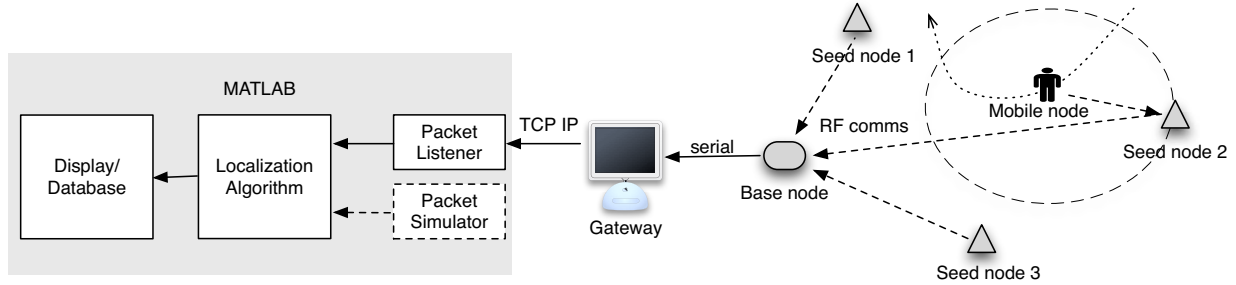 MATLAB
Display/
Database
Localization
Algorithm
Packet
Listener
Packet
Simulator
TCP IP
Gateway
serial
Base node
RF comms
Seed node 1
Mobile node
Seed node 2
Seed node 3